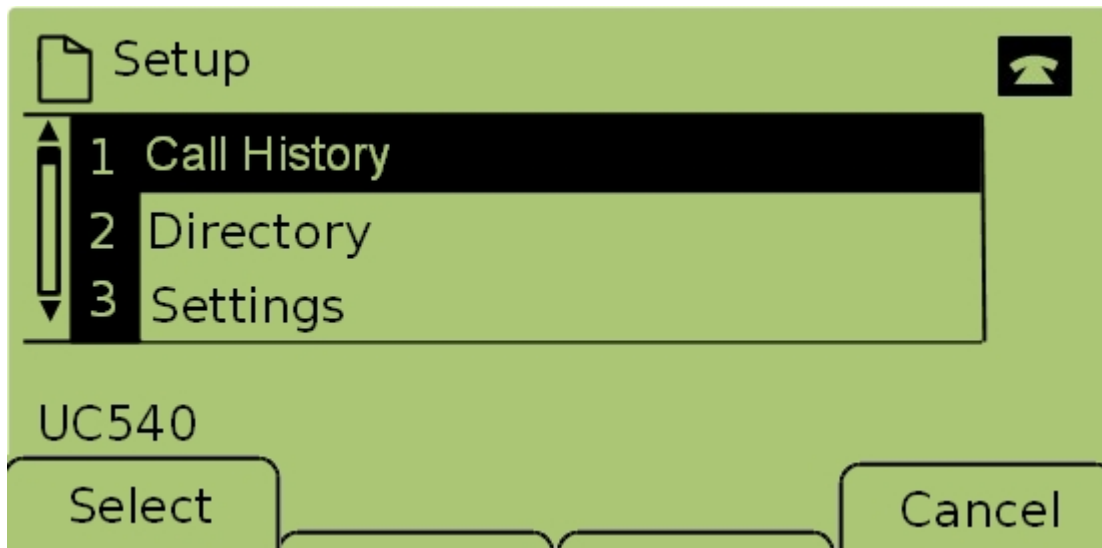 Setup
1 Call History
2 Directory
3 Settings
UC540
Select Cancel